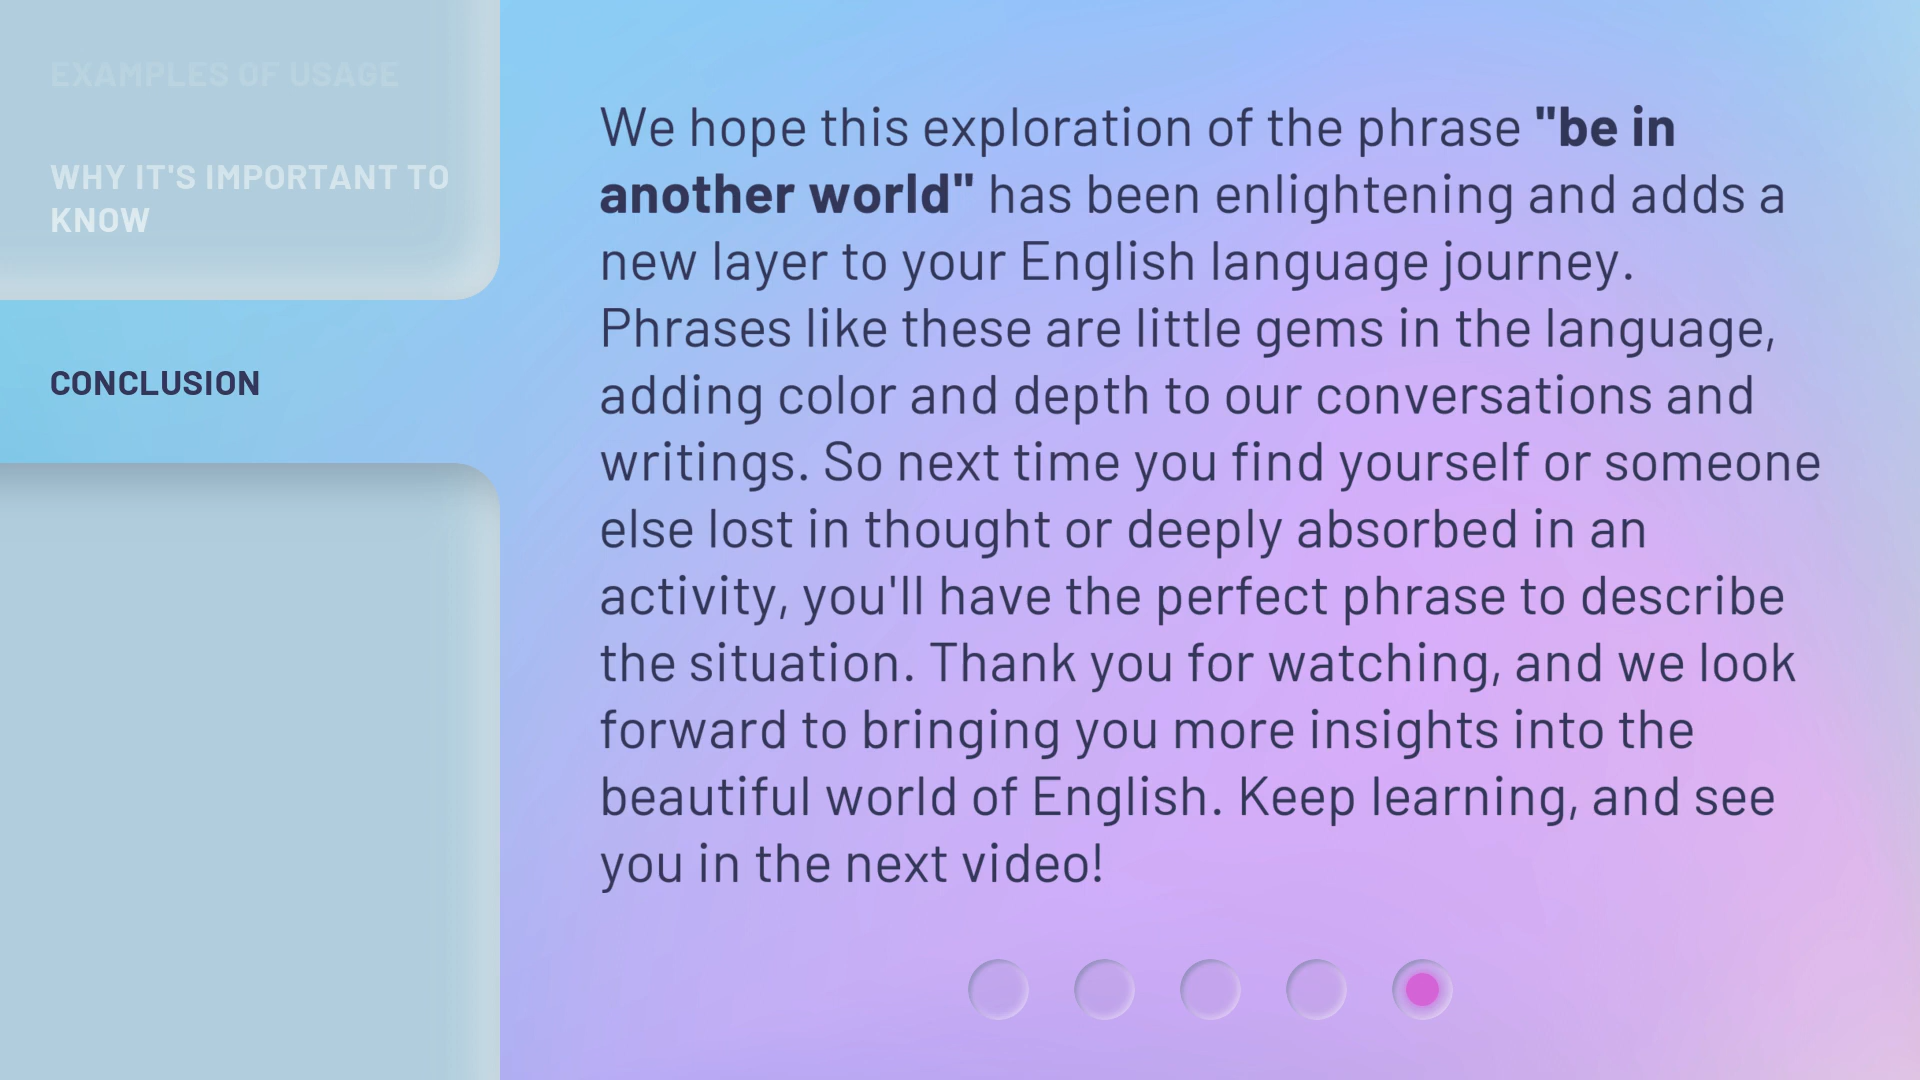 EXAMPLES OF USAGE
WHY IT'S IMPORTANT TO
KNOW
CONCLUSION
We hope this exploration of the phrase "be in
another world" has been enlightening and adds a
new layer to your English language journey.
Phrases like these are little gems in the language,
adding color and depth to our conversations and
writings. So next time you find yourself or someone
else lost in thought or deeply absorbed in an
activity, you'll have the perfect phrase to describe
the situation. Thank you for watching, and we look
forward to bringing you more insights into the
beautiful world of English. Keep learning, and see
you in the next video!